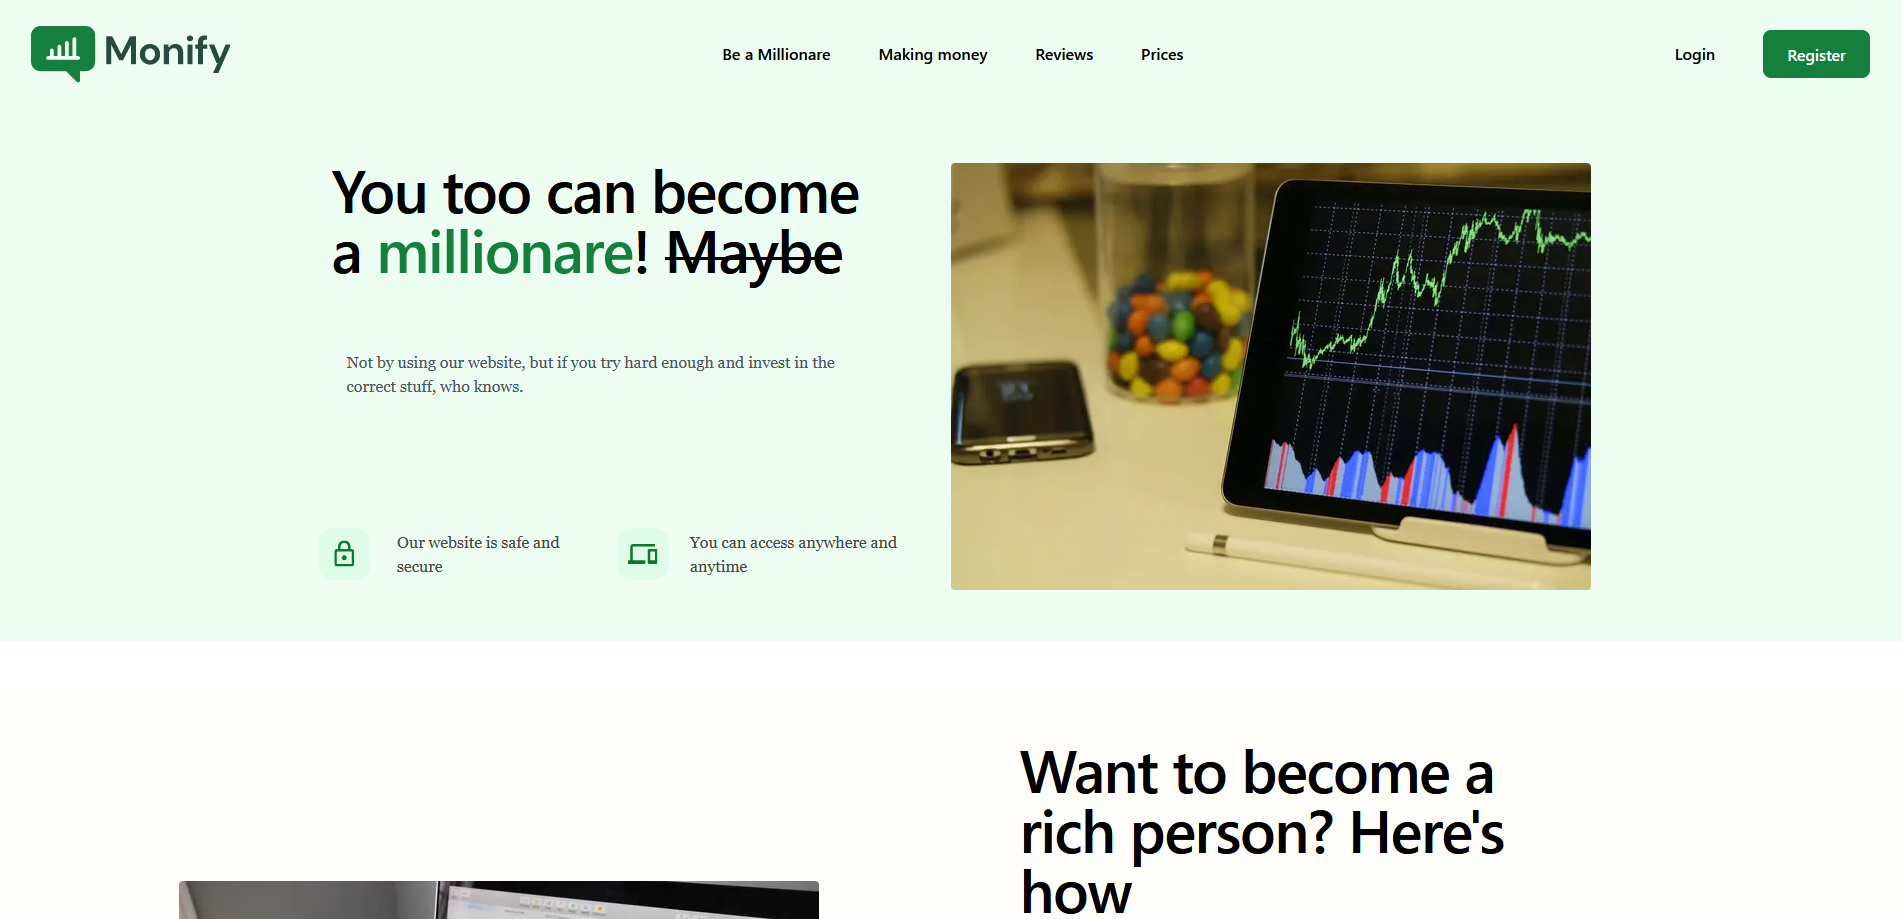 Monify
Be a Millionare
Making money
Reviews
Prices
Login
Register
You too can become
a millionare! Maybe
Not by using our website, but if you try hard enough and invest in the
correct stuff, who knows.
Our website is safe and
secure
You can access anywhere and
anytime
Want to become a
rich person? Here's
how